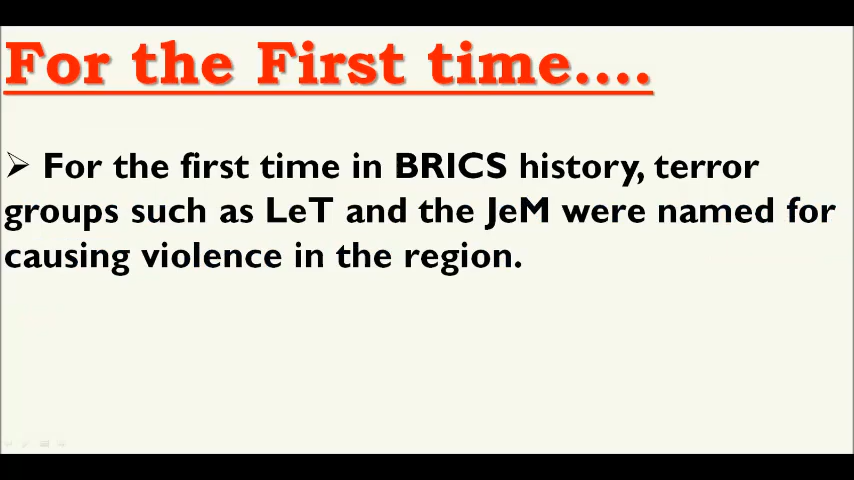 For the First time....
➢ For the first time in BRICS history, terror
groups such as LeT and the JeM were named for
causing violence in the region.